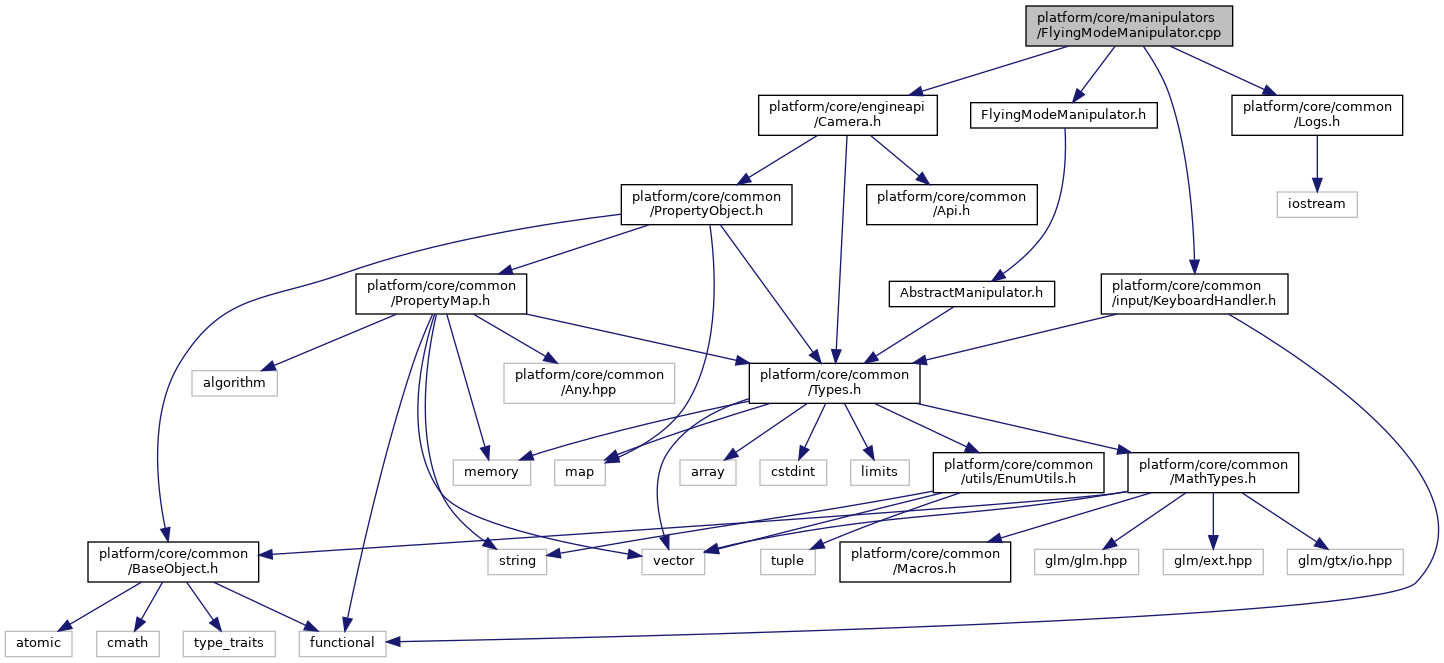 platform/core/manipulators
/FlyingModeManipulator.cpp
platform/core/engineapi
/Camera.h
FlyingModeManipulator.h
platform/core/common
/Logs.h
platform/core/common
/PropertyObject.h
platform/core/common
/Api.h
iostream
platform/core/common
/PropertyMap.h
AbstractManipulator.h
platform/core/common
/input/KeyboardHandler.h
algorithm
platform/core/common
/Any.hpp
platform/core/common
/Types.h
memory
map
array
cstdint
limits
platform/core/common
/utils/EnumUtils.h
platform/core/common
/MathTypes.h
platform/core/common
/BaseObject.h
string
vector
tuple
platform/core/common
/Macros.h
glm/glm.hpp
glm/ext.hpp
glm/gtx/io.hpp
atomic
cmath
type_traits
functional